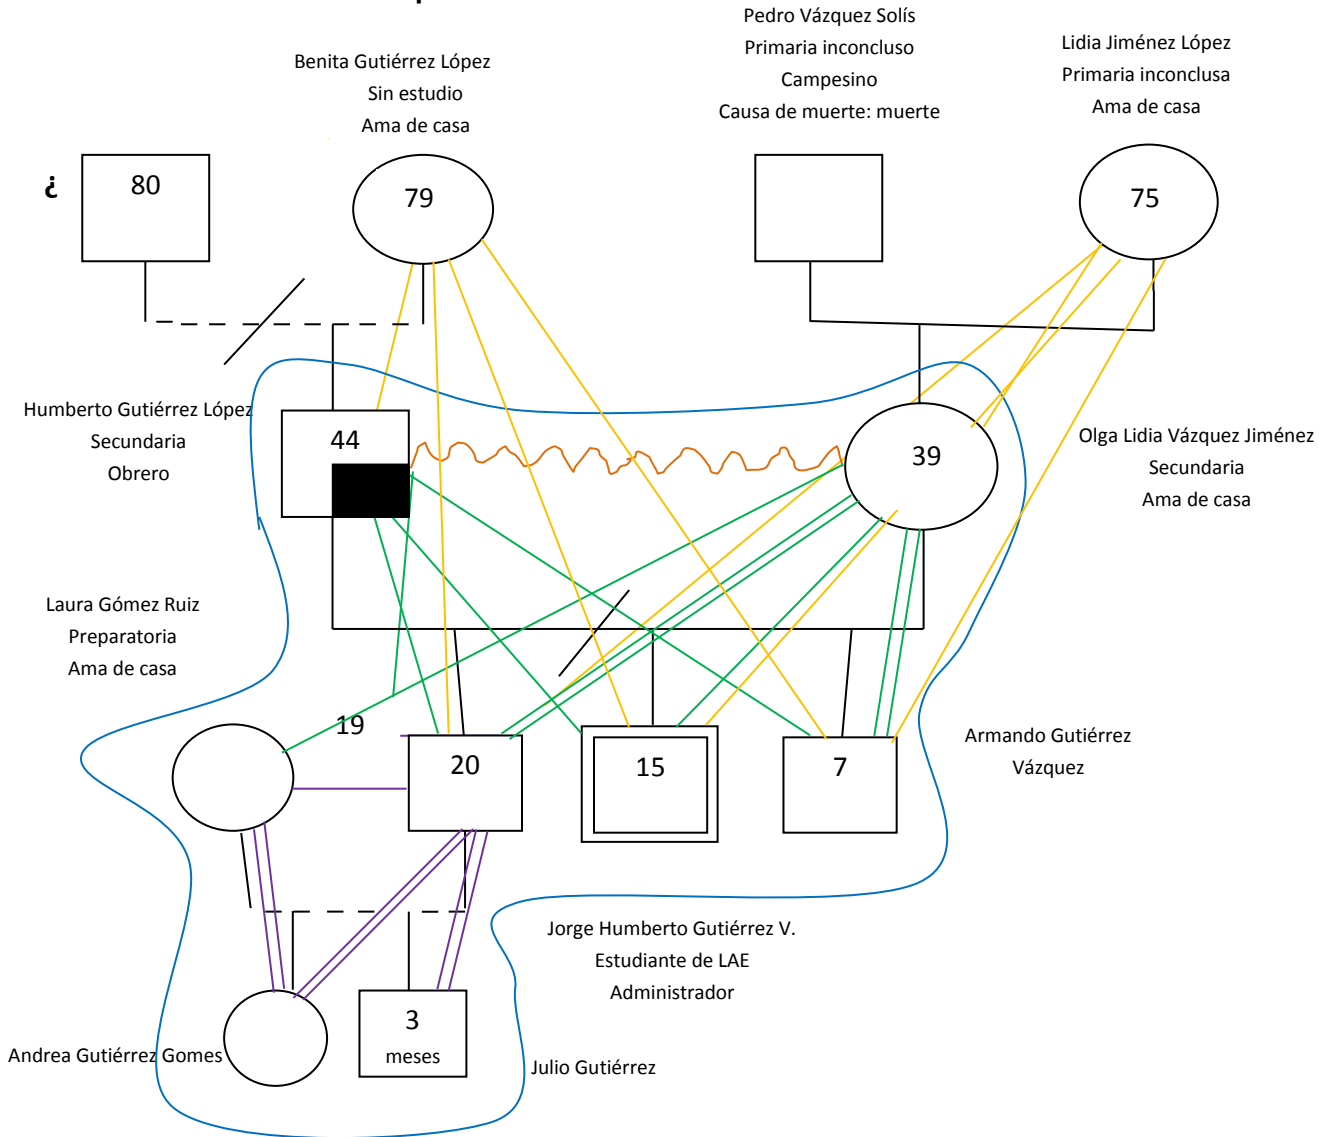 Pedro Vázquez Solís
Primaria inconcluso
Campesino
Causa de muerte: muerte
Lidia Jiménez López
Primaria inconclusa
Ama de casa
Benita Gutiérrez López
Sin estudio
Ama de casa
¿
80
79
75
Humberto Gutiérrez López
Secundaria
Obrero
44
39
Olga Lidia Vázquez Jiménez
Secundaria
Ama de casa
Laura Gómez Ruiz
Preparatoria
Ama de casa
19
20
15
7
Armando Gutiérrez
Vázquez
Jorge Humberto Gutiérrez V.
Estudiante de LAE
Administrador
3
meses
Andrea Gutiérrez Gomes
Julio Gutiérrez